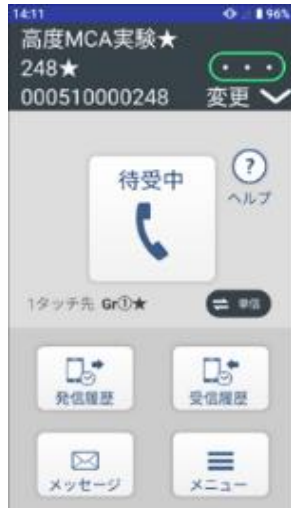 14:11 96%
高度MCA実験★
248★
000510000248 変更
待受中
?
ヘルプ
1タッチ先 Gr①★ 単信
発信履歴 受信履歴
メッセージ メニュー